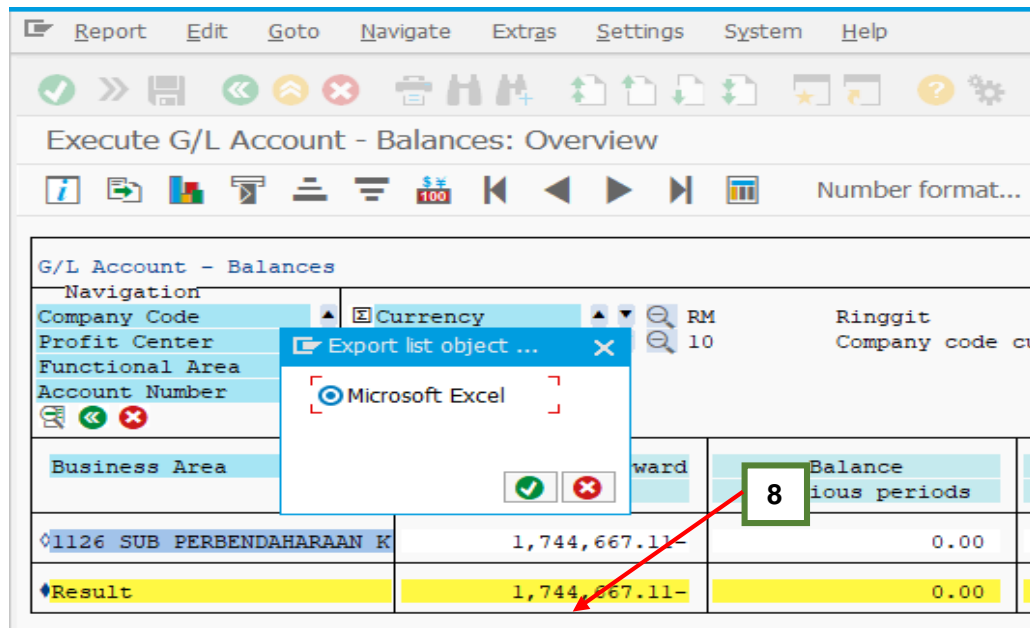 Report Edit Goto Navigate Extras Settings System Help
Execute G/L Account - Balances: Overview
Number format...
G/L Account - Balances
Navigation
Company Code Currency RM Ringgit
Profit Center 10 Company code cu
Functional Area
Account Number
Export list object ...
Microsoft Excel
Business Area ward Balance
ious periods
8
1126 SUB PERBENDAHARAAN K 1,744,667.11- 0.00
Result 1,744,667.11- 0.00